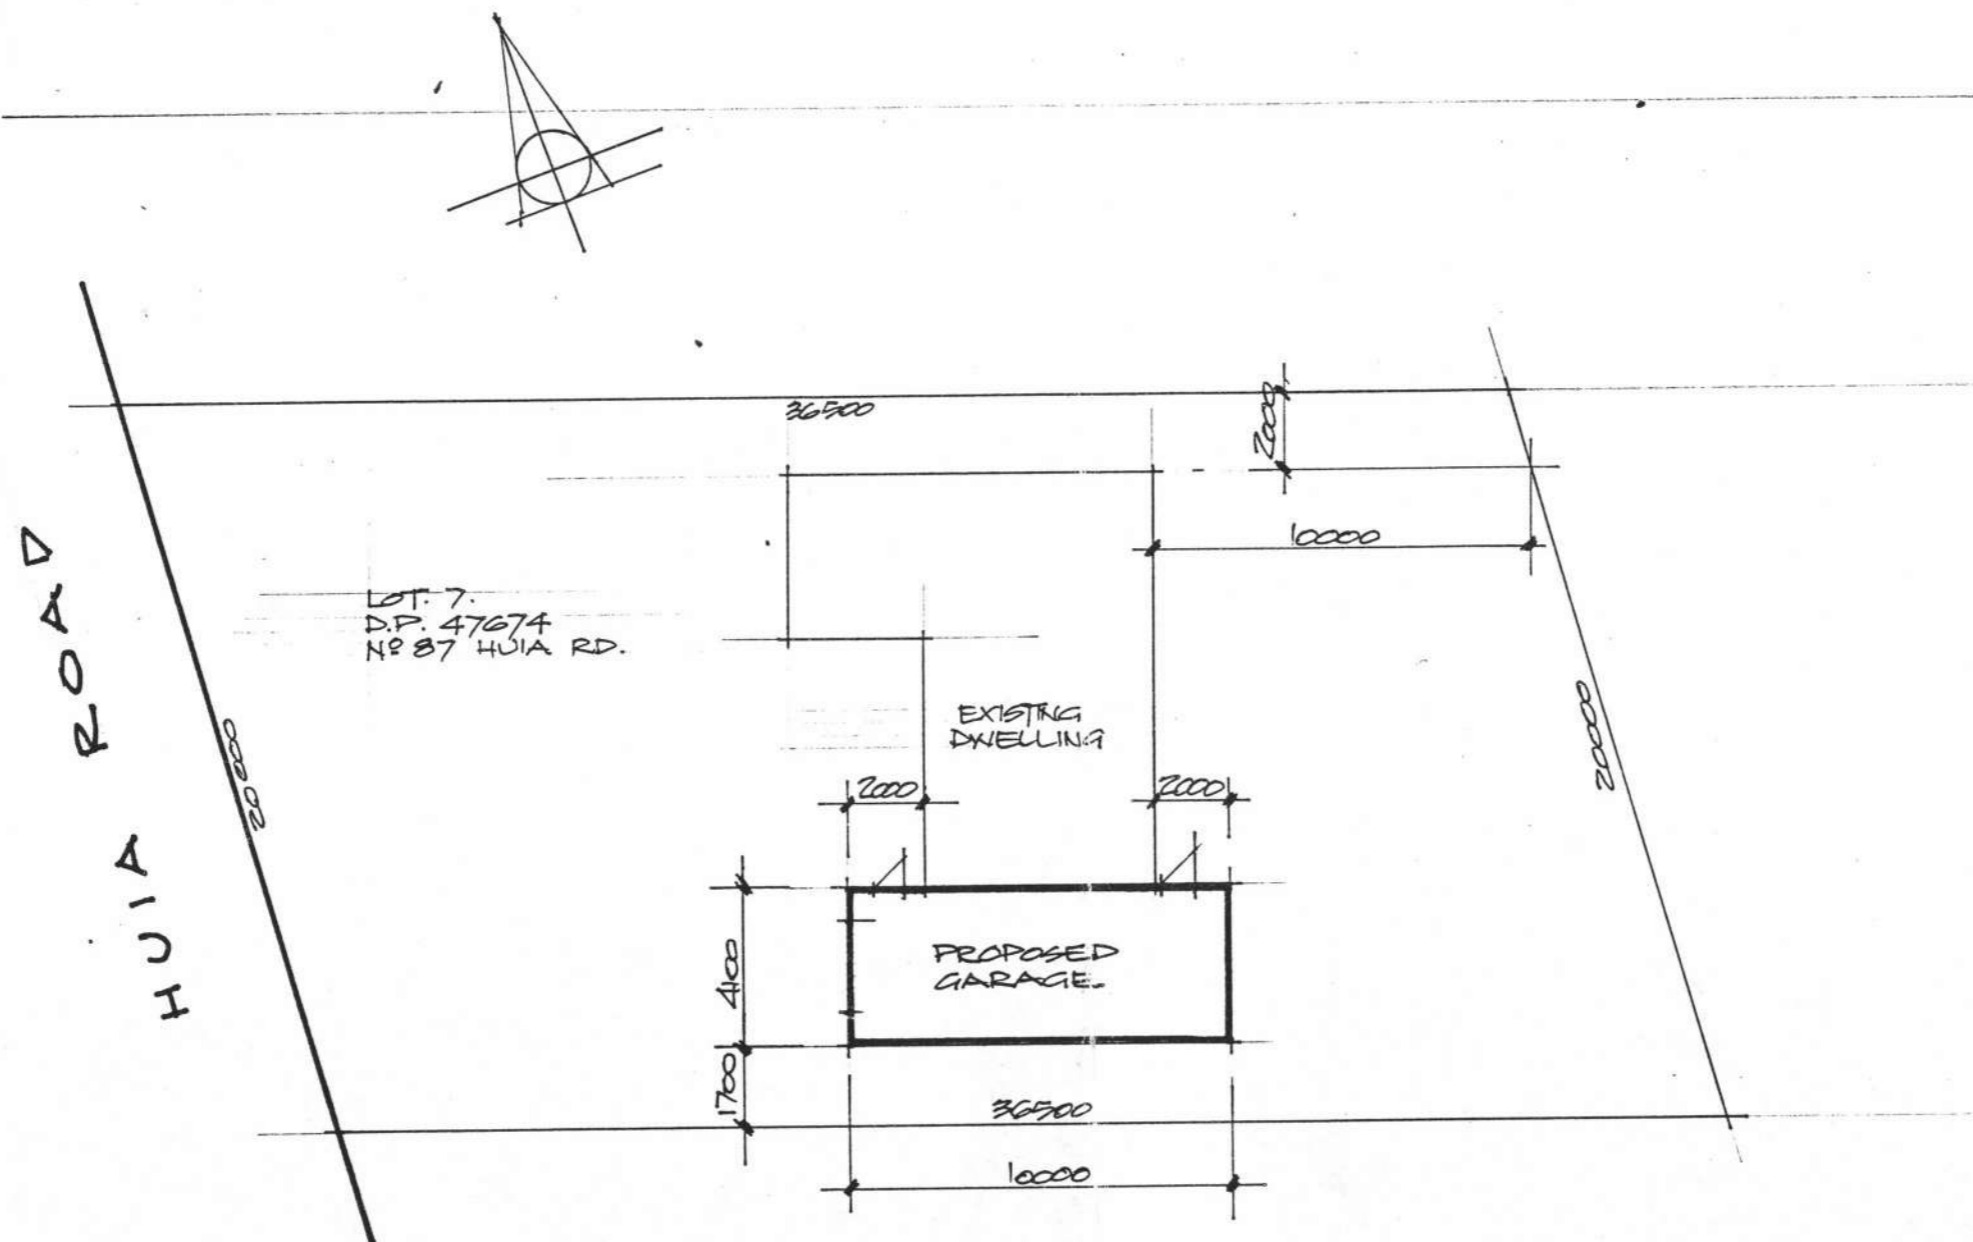 36500
2000
10000
LOT. 7.
D.P. 47674
Nº 87 HUIA RD.
HUIA ROAD
20000
EXISTING
DWELLING
20000
2000
2000
4100
PROPOSED
GARAGE.
1700
36500
10000